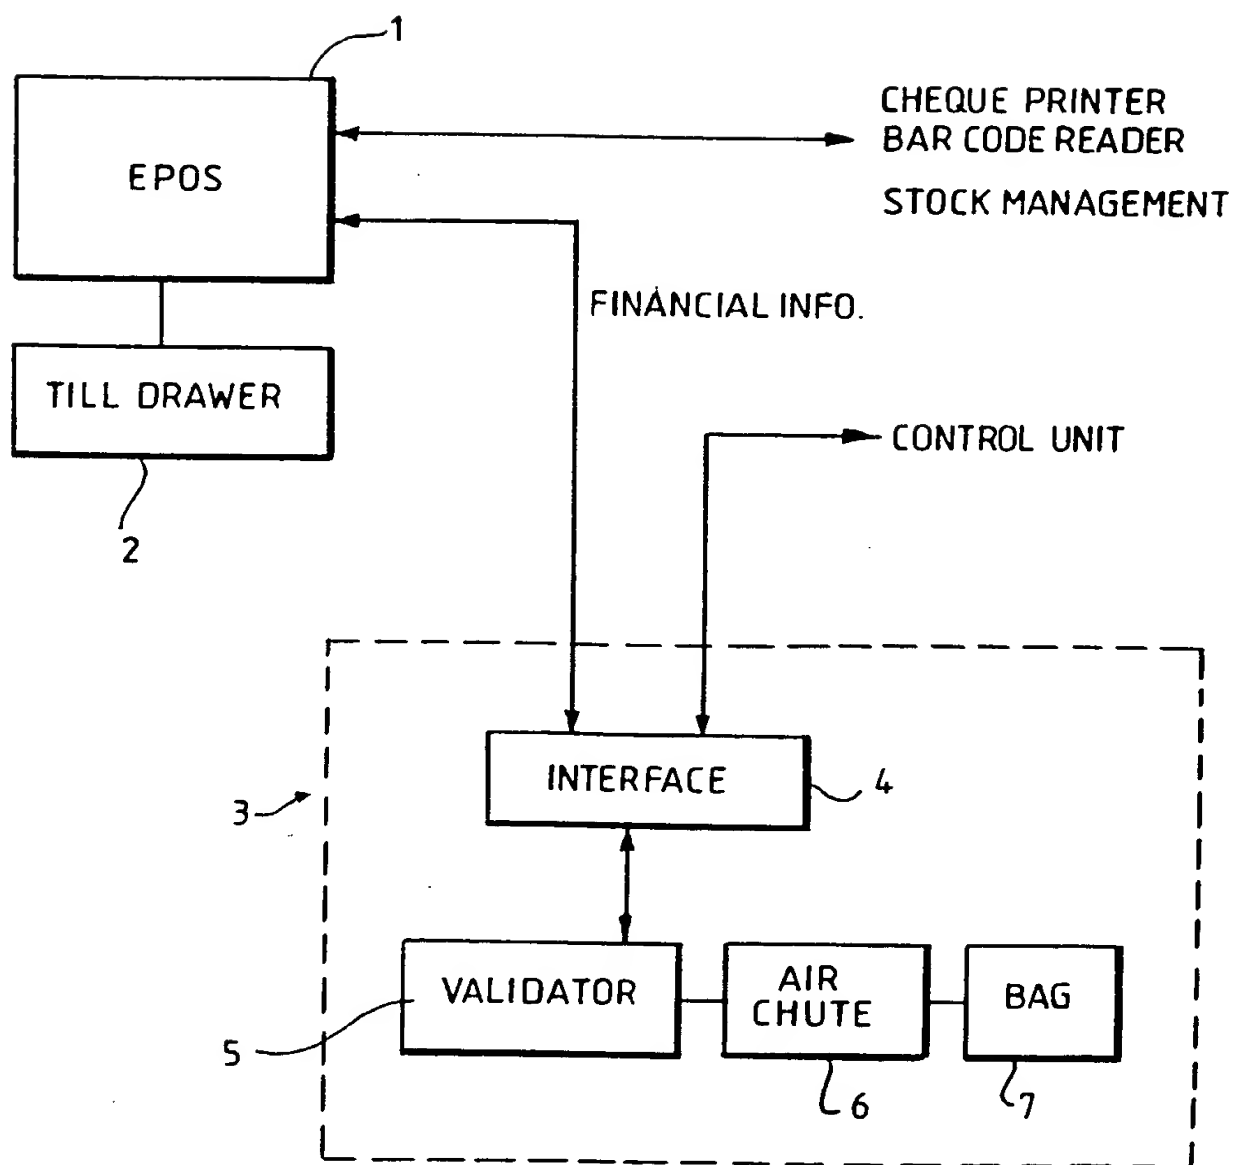 1
EPOS
CHEQUE PRINTER
BAR CODE READER
STOCK MANAGEMENT
FINANCIAL INFO.
TILL DRAWER
2
CONTROL UNIT
3
INTERFACE
4
VALIDATOR
AIR
CHUTE
BAG
5
6
7